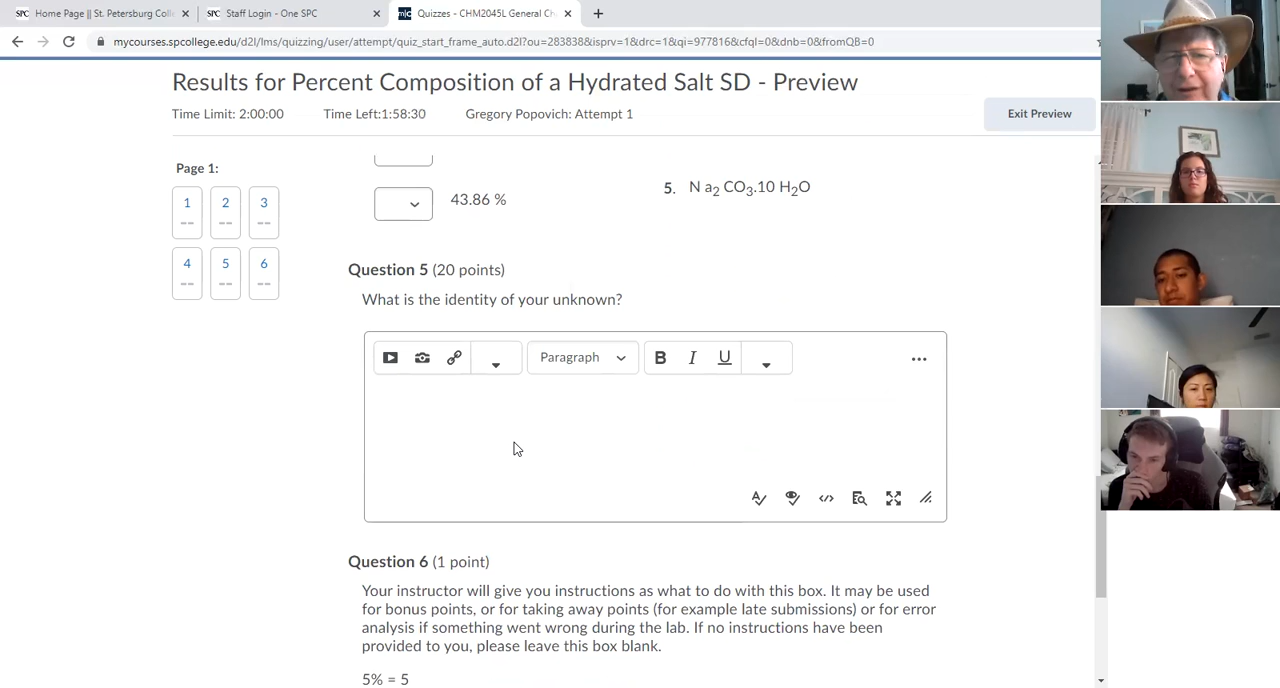 Home Page || St. Petersburg Colle
Staff Login - One SPC
Quizzes - CHM2045L General Ch
mycourses.spcollege.edu/d2l/lms/quizzing/user/attempt/quiz_start_frame_auto.d2l?ou=283838&isprv=1&drc=1&qi=977816&cfql=0&dnb=0&fromQB=0
Results for Percent Composition of a Hydrated Salt SD - Preview
Time Limit: 2:00:00 Time Left:1:58:30 Gregory Popovich: Attempt 1
Exit Preview
Page 1:
1 2 3
-- -- --
4 5 6
-- -- --
43.86 %
5. N a2 CO3.10 H2O
Question 5 (20 points)
What is the identity of your unknown?
Paragraph B I U
Question 6 (1 point)
Your instructor will give you instructions as what to do with this box. It may be used
for bonus points, or for taking away points (for example late submissions) or for error
analysis if something went wrong during the lab. If no instructions have been
provided to you, please leave this box blank.
5% = 5